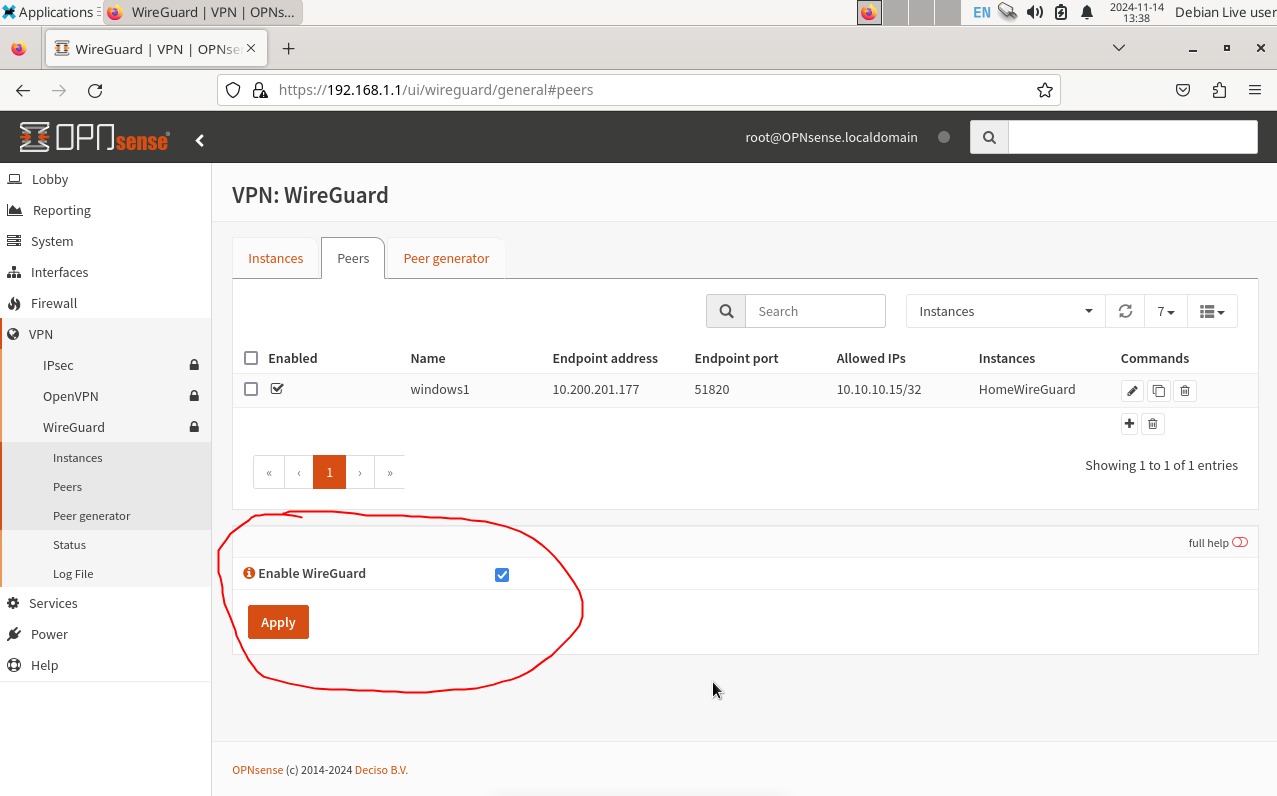 Applications
WireGuard | VPN | OPNs...
EN
2024-11-14
13:38
Debian Live user
WireGuard | VPN | OPNse
https://192.168.1.1/ui/wireguard/general#peers
OPNsense
root@OPNsense.localdomain
Lobby
Reporting
System
Interfaces
Firewall
VPN
IPsec
OpenVPN
WireGuard
Instances
Peers
Peer generator
Status
Log File
Services
Power
Help
VPN: WireGuard
Instances Peers Peer generator
Search Instances 7
Enabled Name Endpoint address Endpoint port Allowed IPs Instances Commands
windows1 10.200.201.177 51820 10.10.10.15/32 HomeWireGuard
« ‹ 1 › »
Showing 1 to 1 of 1 entries
full help
Enable WireGuard
Apply
OPNsense (c) 2014-2024 Deciso B.V.